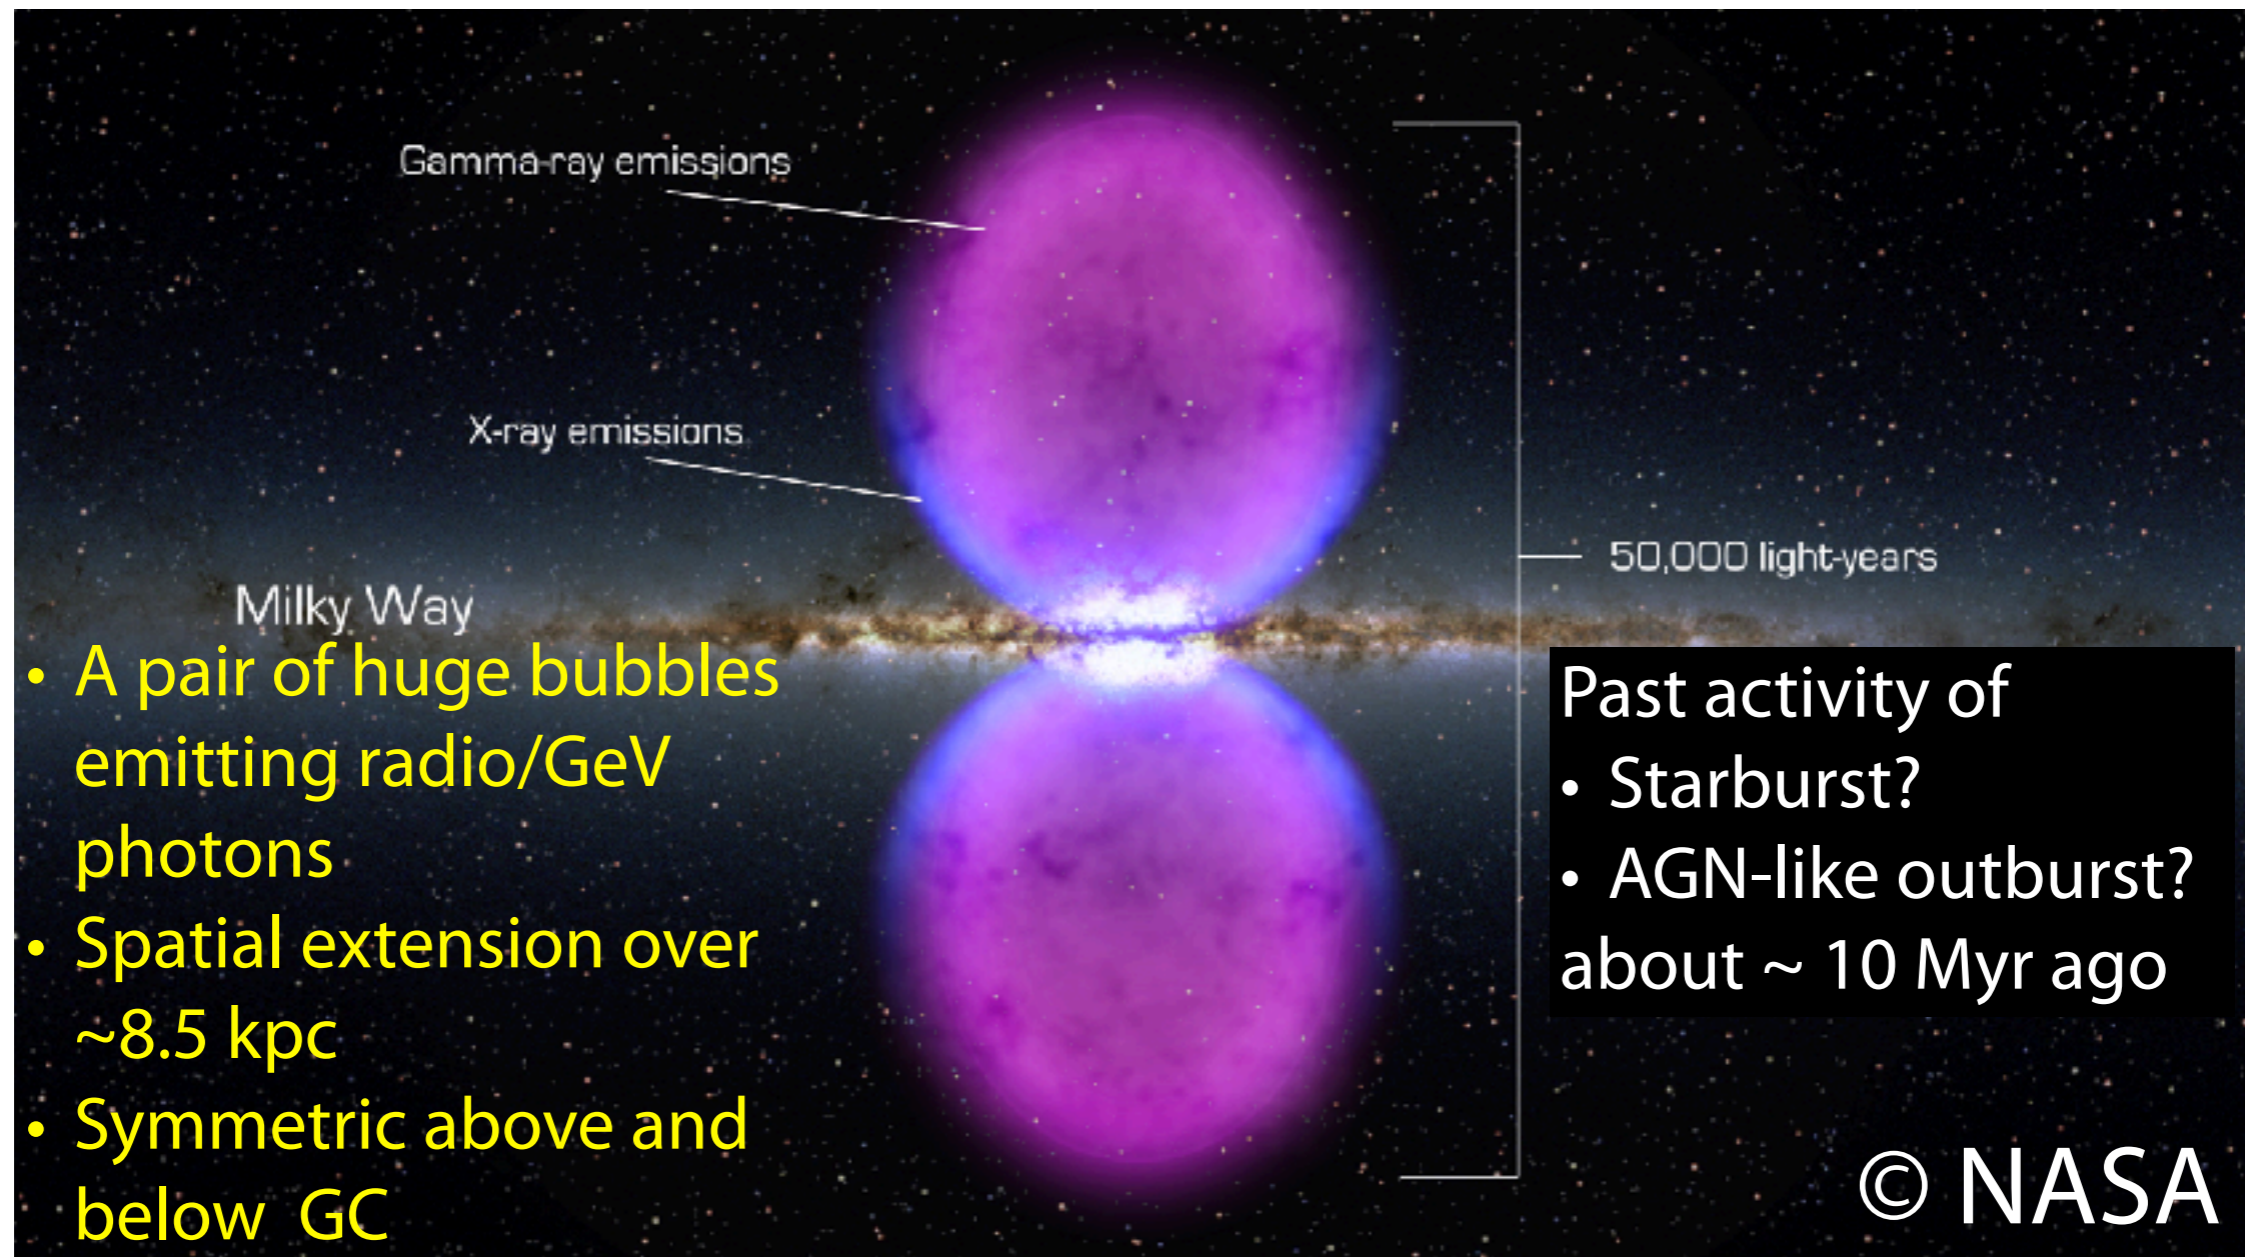 Gamma-ray emissions
X-ray emissions
50,000 light-years
Milky Way
• A pair of huge bubbles
emitting radio/GeV
photons
• Spatial extension over
~8.5 kpc
• Symmetric above and
below GC
Past activity of
• Starburst?
• AGN-like outburst?
about ~ 10 Myr ago
© NASA